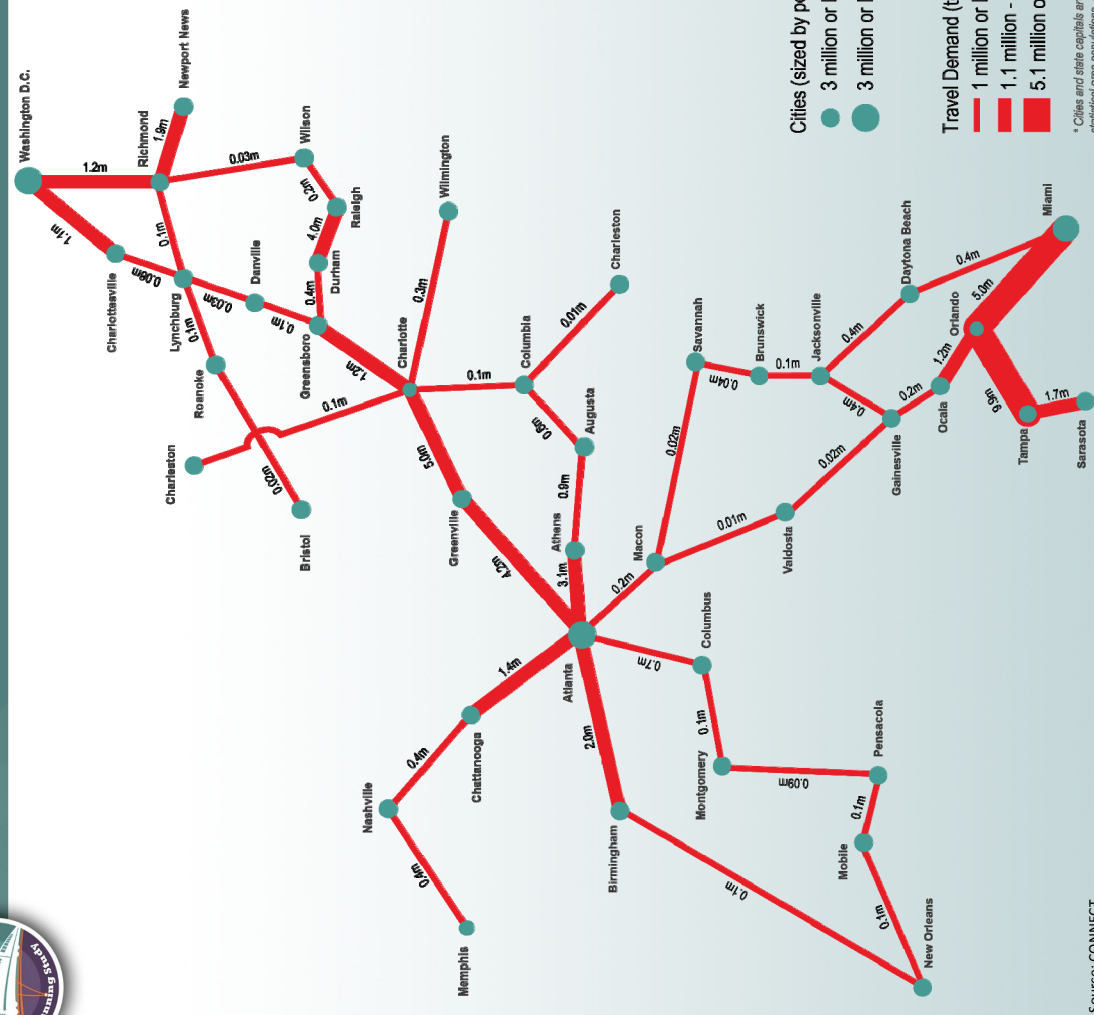 Washington D.C.
Newport News
Richmond
1.9m
1.2m
1.1m
Wilson
0.03m
0.2m
Raleigh
4.0m
Durham
0.1m
Charlottesville
0.08m
Danville
0.03m
Lynchburg
0.4m
0.1m
Greensboro
0.1m
Roanoke
Wilmington
0.3m
Charlotte
1.2m
0.1m
Charleston
0.02m
Bristol
Charleston
0.01m
Columbia
0.1m
5.0m
Greenville
Augusta
0.9m
Athens
3.1m
4.2m
Savannah
0.04m
Brunswick
0.1m
Jacksonville
0.4m
Daytona Beach
0.4m
Miami
5.0m
Orlando
1.2m
Ocala
0.2m
0.4m
Gainesville
Tampa
1.7m
Sarasota
0.02m
Macon
0.02m
0.01m
Valdosta
0.2m
Atlanta
Columbus
0.7m
0.1m
Montgomery
0.09m
Pensacola
0.1m
Mobile
0.1m
New Orleans
2.0m
Birmingham
0.1m
1.4m
Chattanooga
0.4m
Nashville
0.4m
Memphis
Cities (sized by
3 million or
3 million or
Travel Demand
1 million or
1.1 million -
5.1 million
* Cities and state capitals
Source: CONNECT
Study